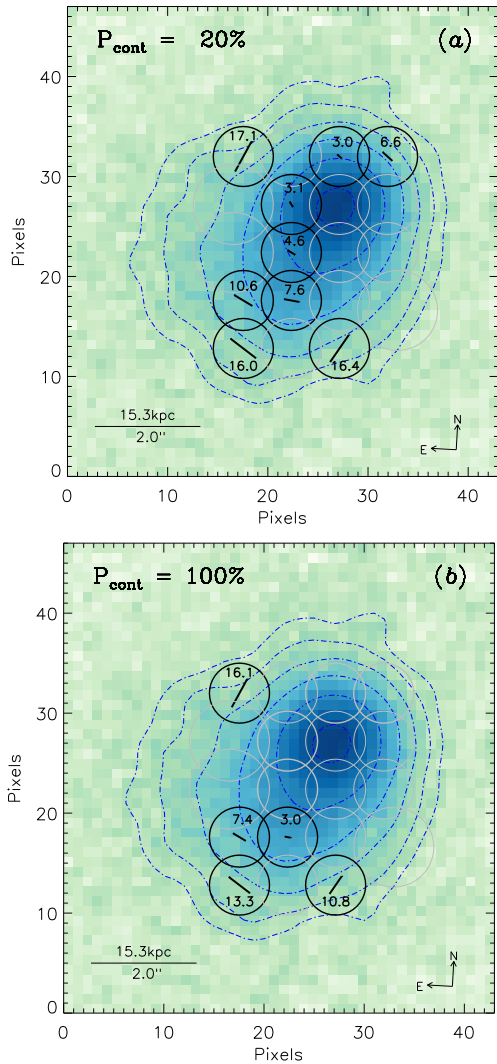 P_cont = 20% (a)
40
30
20
10
0
Pixels
17.1 3.0 6.6
3.1
4.6
10.6 7.6
16.0 16.4
15.3kpc
2.0"
N
E
0 10 20 30 40
Pixels
P_cont = 100% (b)
40
30
20
10
0
Pixels
16.1
7.4 3.0
13.3 10.8
15.3kpc
2.0"
N
E
0 10 20 30 40
Pixels